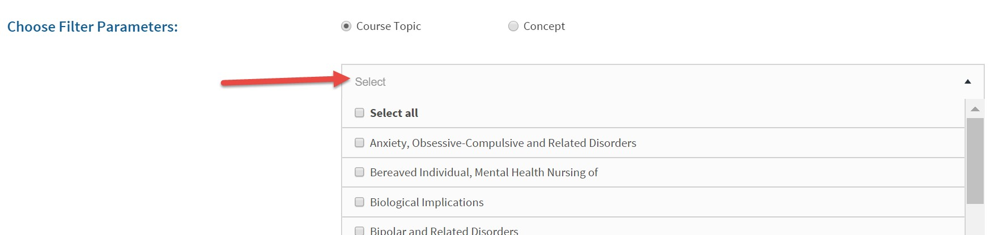 Choose Filter Parameters:
Course Topic
Concept
Select
Select all
Anxiety, Obsessive-Compulsive and Related Disorders
Bereaved Individual, Mental Health Nursing of
Biological Implications
Bipolar and Related Disorders